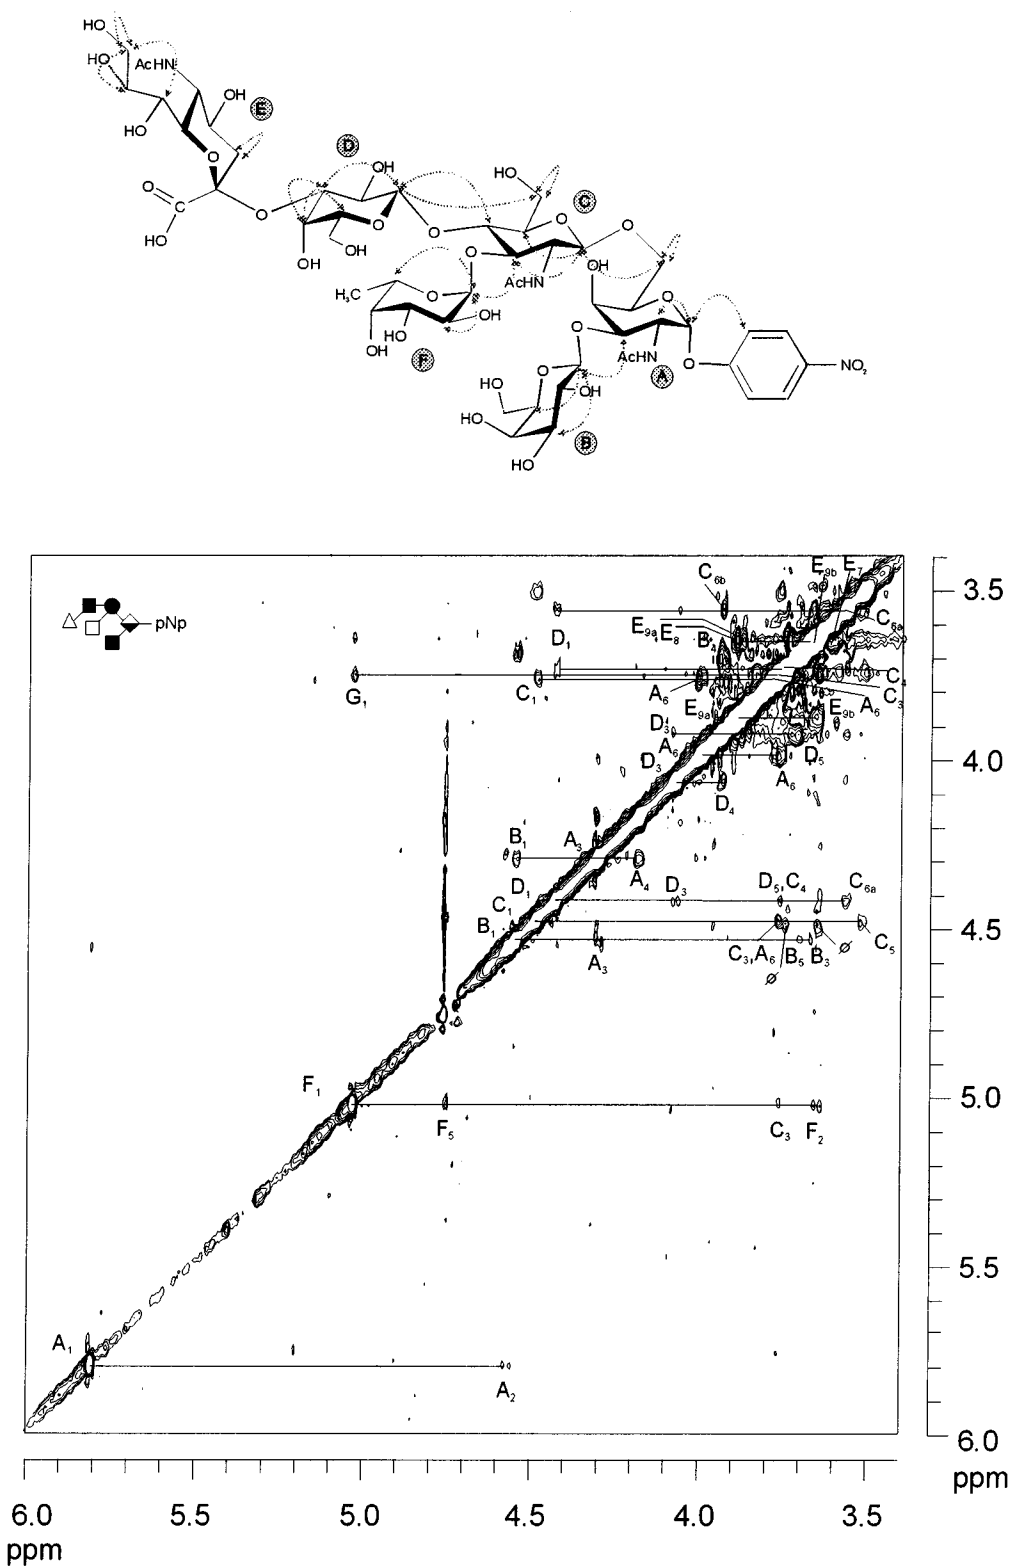 HO
HO
AcHN
OH
E
HO
O
O
C
HO
O
D
OH
O
OH
OH
O
HO
O
C
O
AcHN
OH
O
H₃C
O
OH
HO
OH
F
O
O
AcHN
A
O
NO₂
HO
O
OH
HO
B
HO
pNp
C6b
E9b
E7
3.5
D1
E9a
E8
B2
C6a
G1
C1
A6
C4
C3
E9a
E9b
A6
D3
A6
D3
D5
4.0
A6
D4
B1
A3
A4
D1
D3
D5, C4
C6a
C1
B1
4.5
A3
C3, A6
B5
B3
C5
F1
5.0
F5
C3
F2
5.5
A1
A2
6.0
ppm
6.0 5.5 5.0 4.5 4.0 3.5
ppm